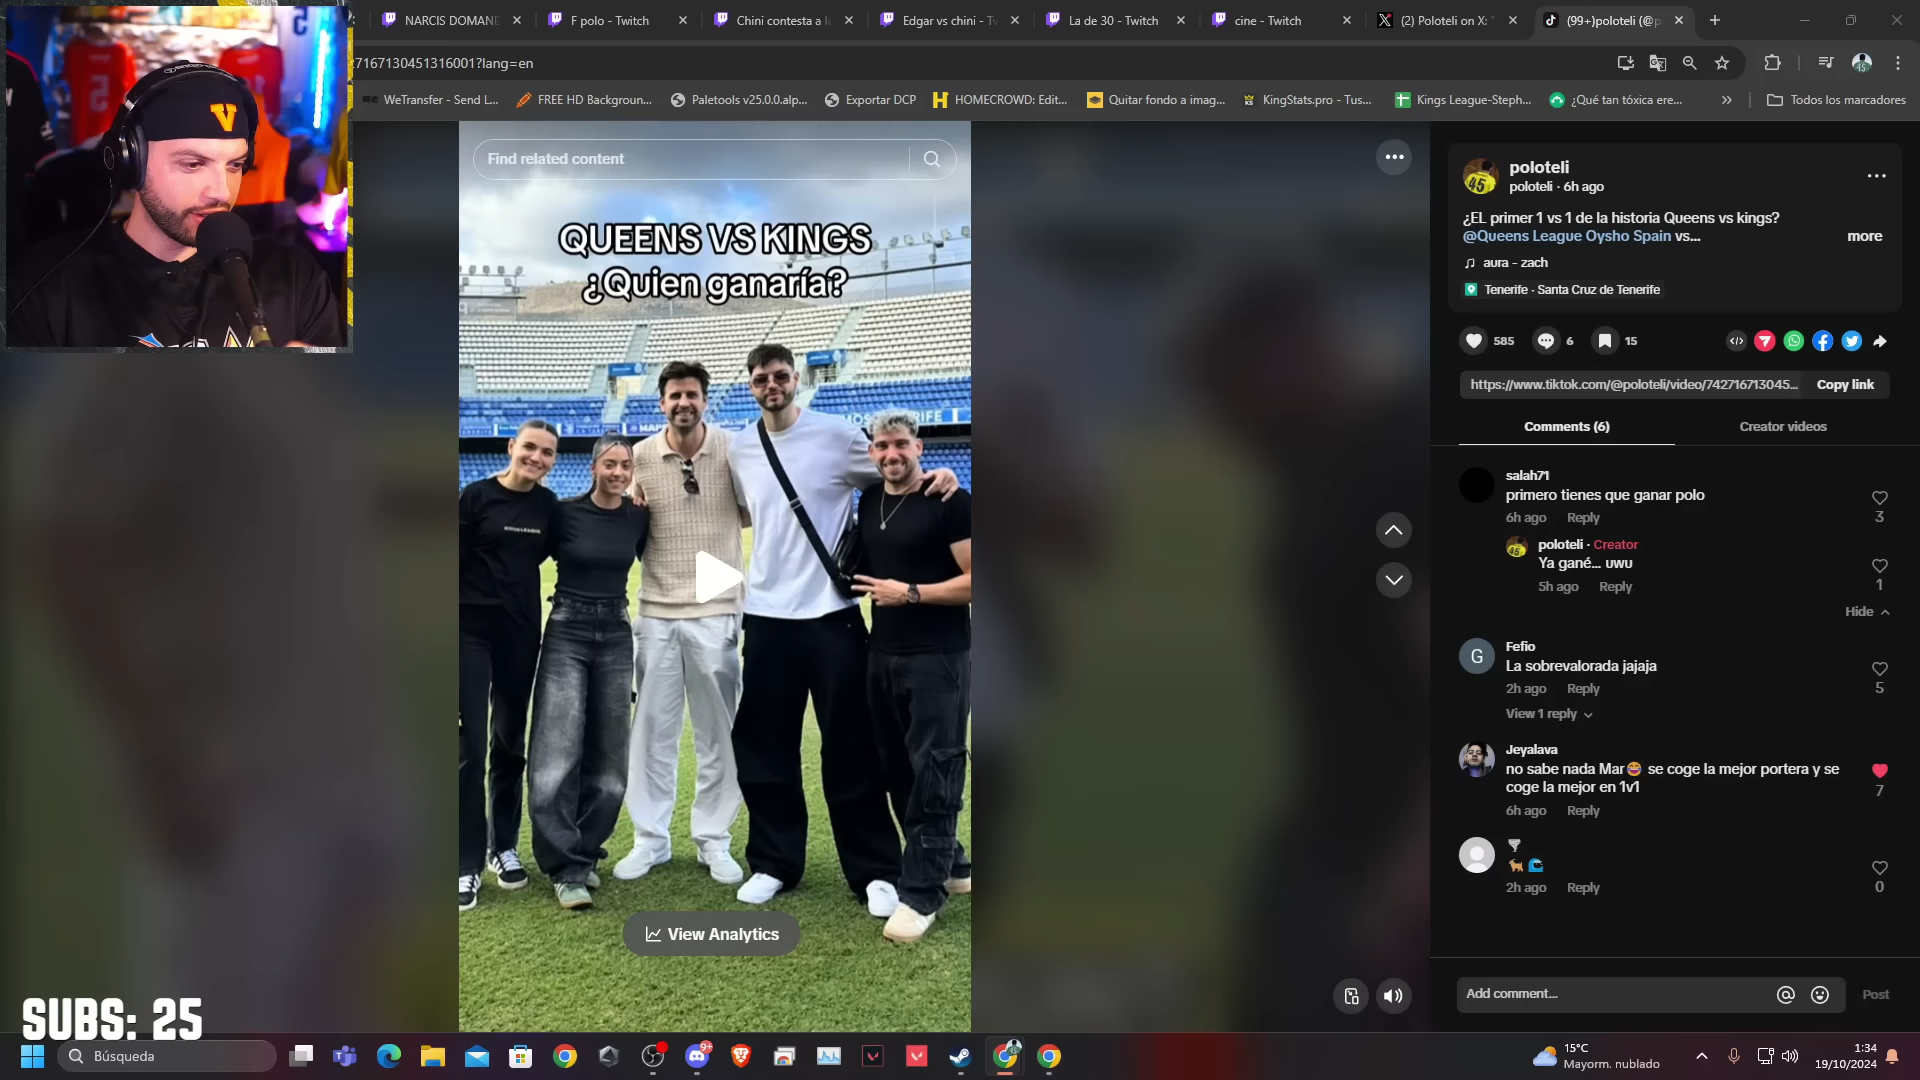 NARCIS DOMAN
F polo - Twitch
Chini contesta a l
Edgar vs chini - Tw
La de 30 - Twitch
cine - Twitch
(2) Poloteli on X: "
(99+)poloteli (@p
7167130451316001?lang=en
WeTransfer - Send L...
FREE HD Backgroun...
Paletools v25.0.0.alp...
Exportar DCP
HOMECROWD: Edit...
Quitar fondo a imag...
KingStats.pro - Tus...
Kings League-Steph...
¿Qué tan tóxica ere...
Todos los marcadores
V
Find related content
QUEENS VS KINGS
¿Quien ganaría?
KINGS LEAGUE
View Analytics
poloteli
poloteli · 6h ago
¿EL primer 1 vs 1 de la historia Queens vs kings?
@Queens League Oysho Spain vs...
more
aura - zach
Tenerife · Santa Cruz de Tenerife
585
6
15
https://www.tiktok.com/@poloteli/video/742716713045...
Copy link
Comments (6)
Creator videos
salah71
primero tienes que ganar polo
6h ago Reply
3
poloteli · Creator
Ya gané... uwu
5h ago Reply
1
Hide
G
Fefio
La sobrevalorada jajaja
2h ago Reply
5
View 1 reply
Jeyalava
no sabe nada Mar😂 se coge la mejor portera y se
coge la mejor en 1v1
6h ago Reply
7
2h ago Reply
0
Add comment...
Post
SUBS: 25
Búsqueda
9+
15°C
Mayorm. nublado
1:34
19/10/2024